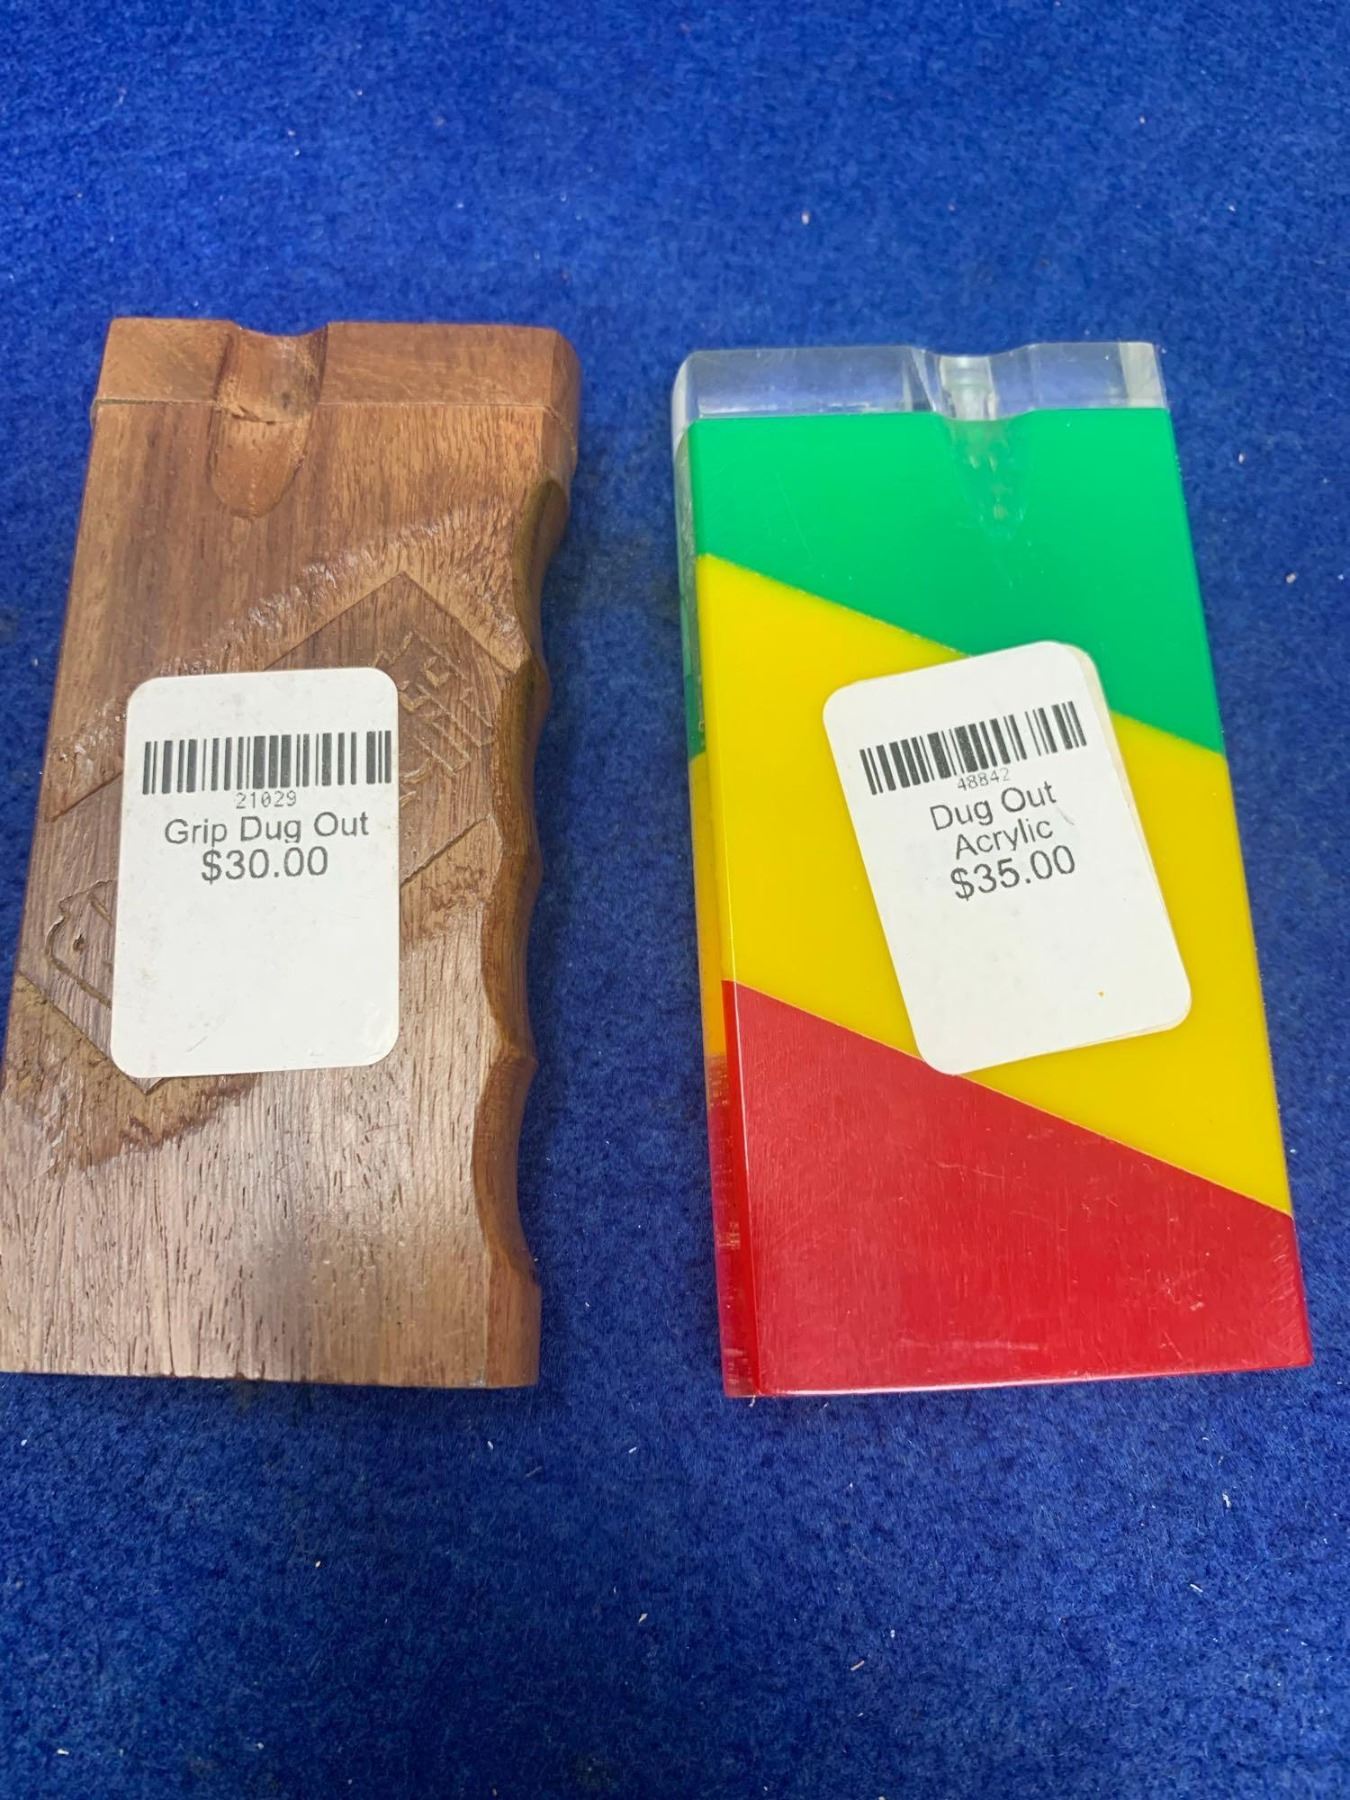 21029
Grip Dug Out
$30.00
48842
Dug Out
Acrylic
$35.00